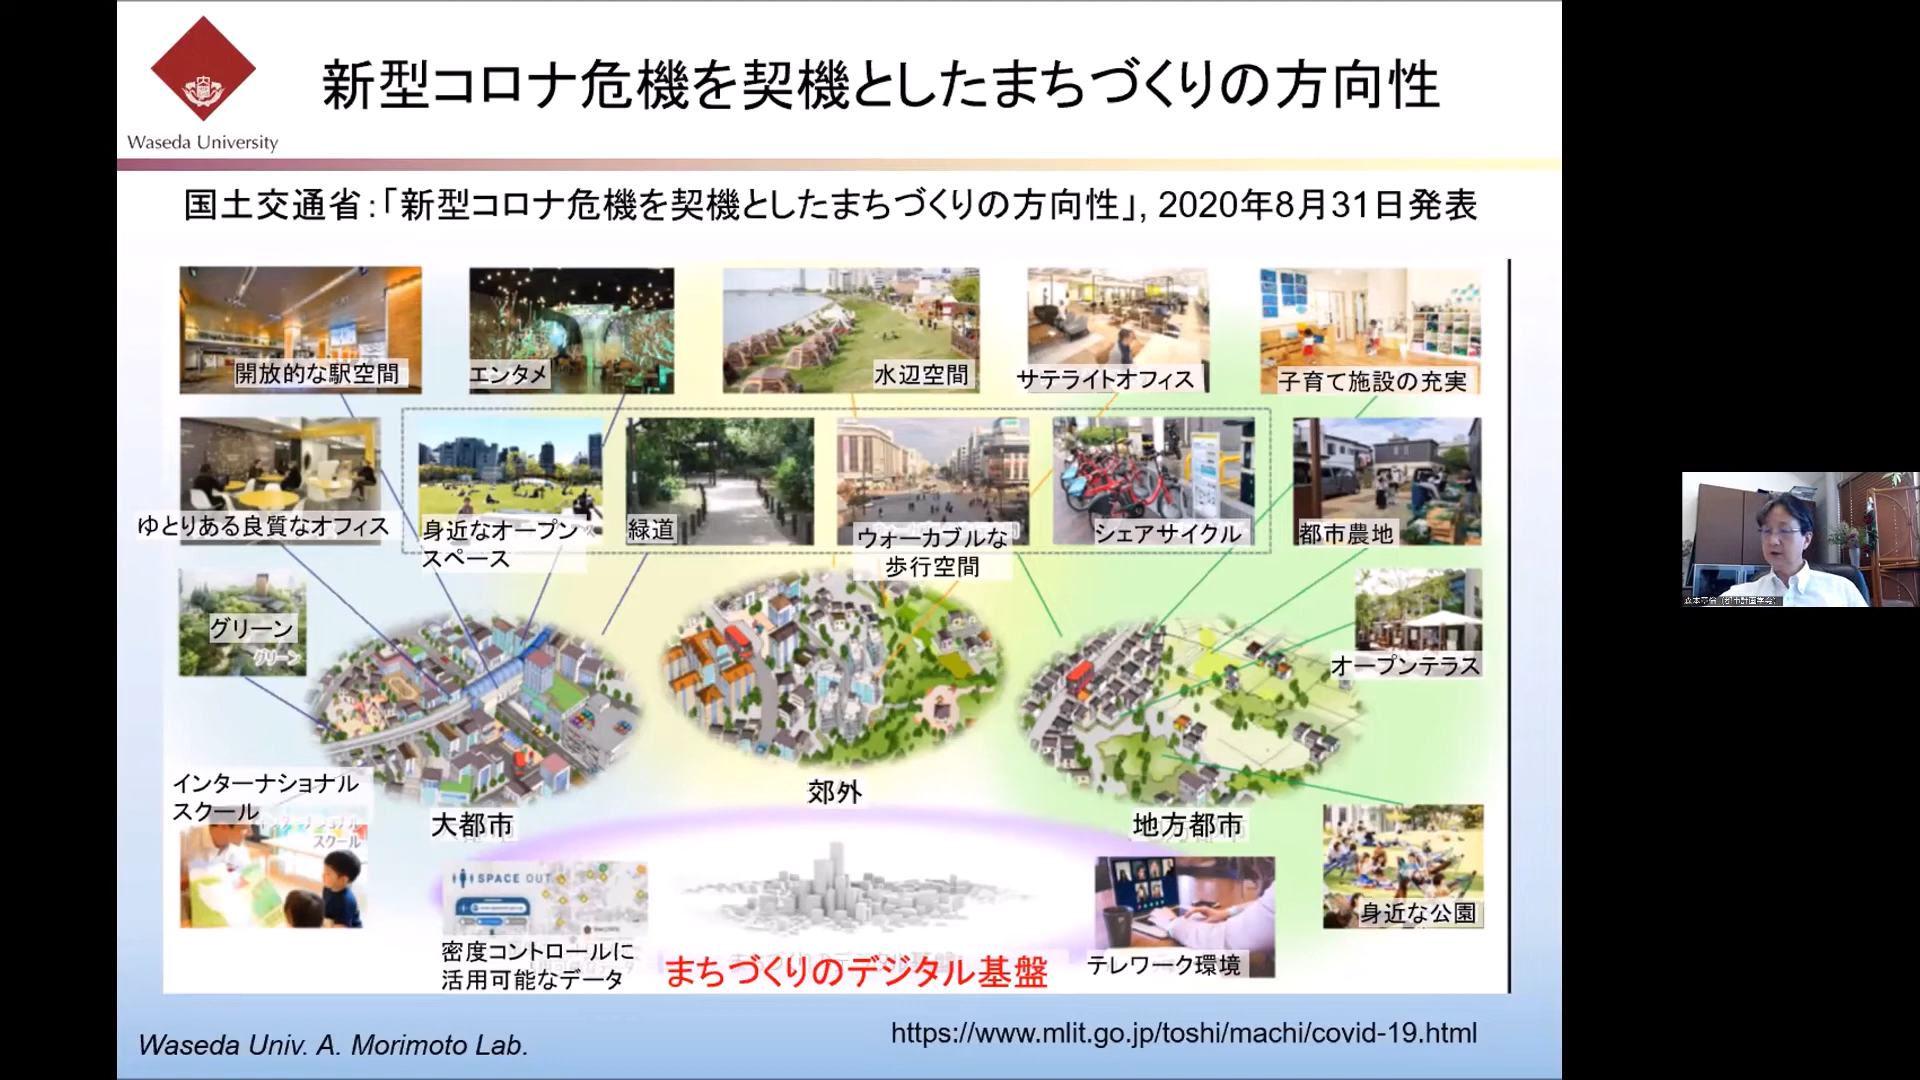 Waseda University
新型コロナ危機を契機としたまちづくりの方向性
国土交通省:「新型コロナ危機を契機としたまちづくりの方向性」, 2020年8月31日発表
開放的な駅空間
エンタメ
水辺空間
サテライトオフィス
子育て施設の充実
ゆとりある良質なオフィス
身近なオープン
スペース
緑道
ウォーカブルな
歩行空間
シェアサイクル
都市農地
グリーン
グリーン
オープンテラス
インターナショナル
スクール
スクール
大都市
郊外
地方都市
SPACE OUT
密度コントロールに
活用可能なデータ
まちづくりのデジタル基盤
テレワーク環境
身近な公園
Waseda Univ. A. Morimoto Lab.
https://www.mlit.go.jp/toshi/machi/covid-19.html